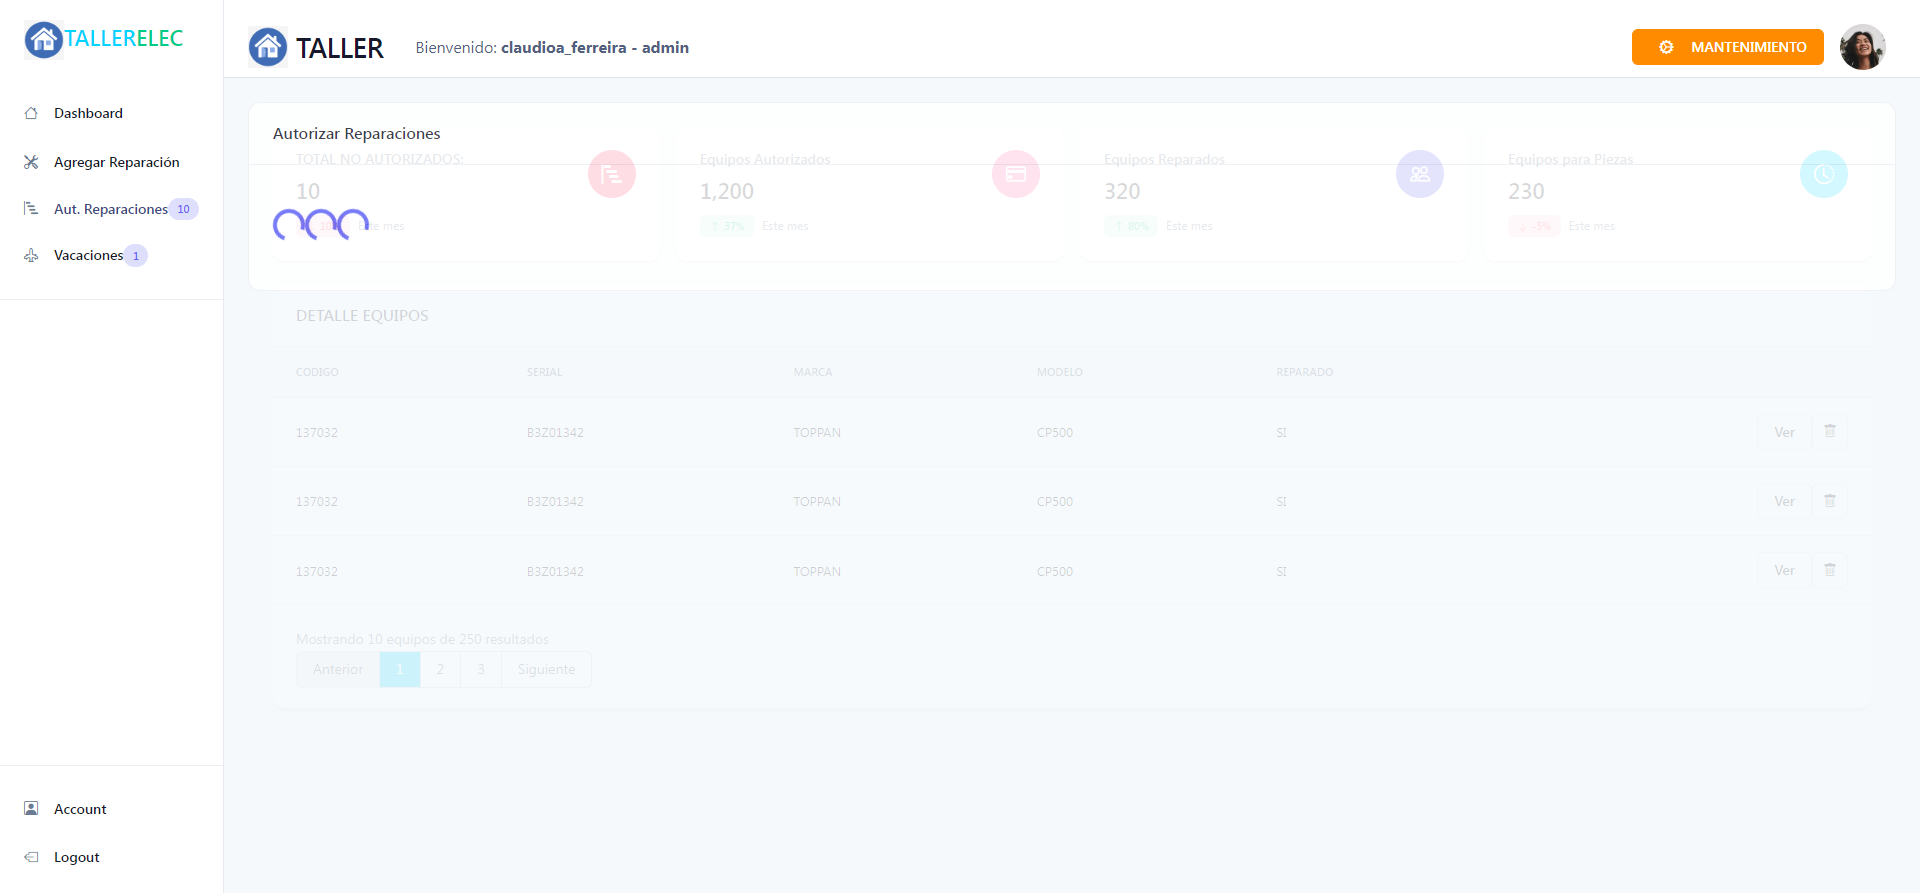 TALLERELEC
Dashboard
Agregar Reparación
Aut. Reparaciones 10
Vacaciones 1
Account
Logout
TALLER
Bienvenido: claudioa_ferreira - admin
MANTENIMIENTO
Autorizar Reparaciones
TOTAL NO AUTORIZADOS:
10
Este mes
Equipos Autorizados
1,200
↑ 37% Este mes
Equipos Reparados
320
↑ 80% Este mes
Equipos para Piezas
230
↓ -5% Este mes
DETALLE EQUIPOS
CODIGO SERIAL MARCA MODELO REPARADO
137032 B3Z01342 TOPPAN CP500 SI Ver
137032 B3Z01342 TOPPAN CP500 SI Ver
137032 B3Z01342 TOPPAN CP500 SI Ver
Mostrando 10 equipos de 250 resultados
Anterior 1 2 3 Siguiente